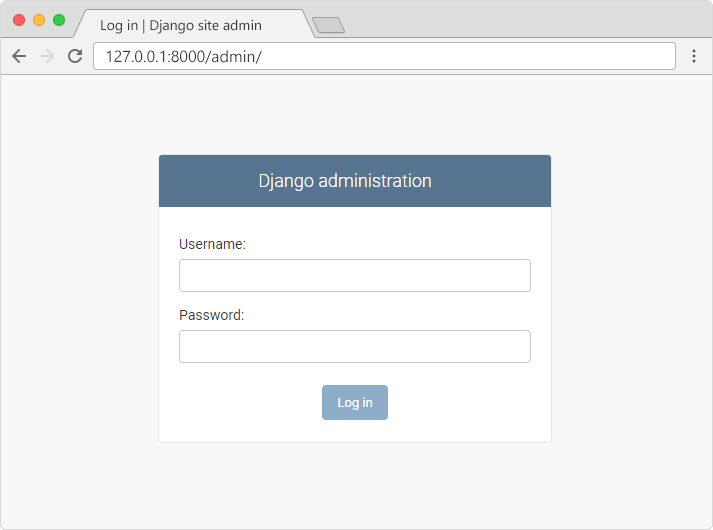 Log in | Django site admin
127.0.0.1:8000/admin/
Django administration
Username:
Password:
Log in